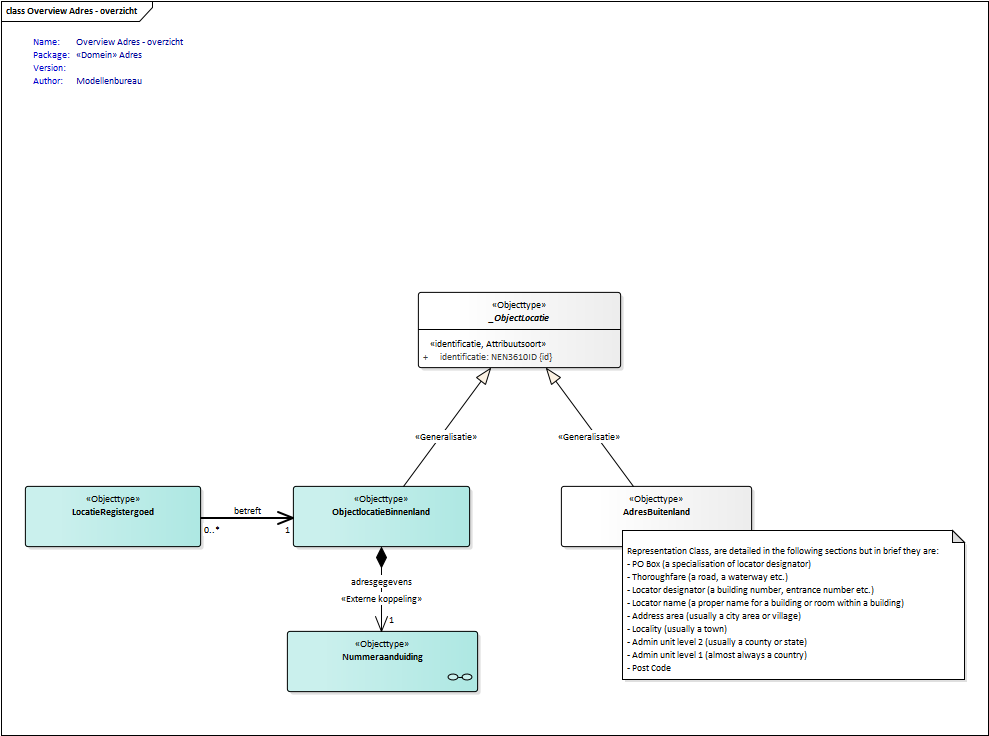 class Overview Adres - overzicht
Name: Overview Adres - overzicht
Package: «Domein» Adres
Version:
Author: Modellenbureau
«Objecttype»
_ObjectLocatie
«identificatie, Attribuutsoort»
+ identificatie: NEN3610ID {id}
«Generalisatie»
«Generalisatie»
«Objecttype»
LocatieRegistergoed
betreft
0..*
1
«Objecttype»
ObjectlocatieBinnenland
«Objecttype»
AdresBuitenland
adresgegevens
«Externe koppeling»
1
«Objecttype»
Nummeraanduiding
Representation Class, are detailed in the following sections but in brief they are:
- PO Box (a specialisation of locator designator)
- Thoroughfare (a road, a waterway etc.)
- Locator designator (a building number, entrance number etc.)
- Locator name (a proper name for a building or room within a building)
- Address area (usually a city area or village)
- Locality (usually a town)
- Admin unit level 2 (usually a county or state)
- Admin unit level 1 (almost always a country)
- Post Code